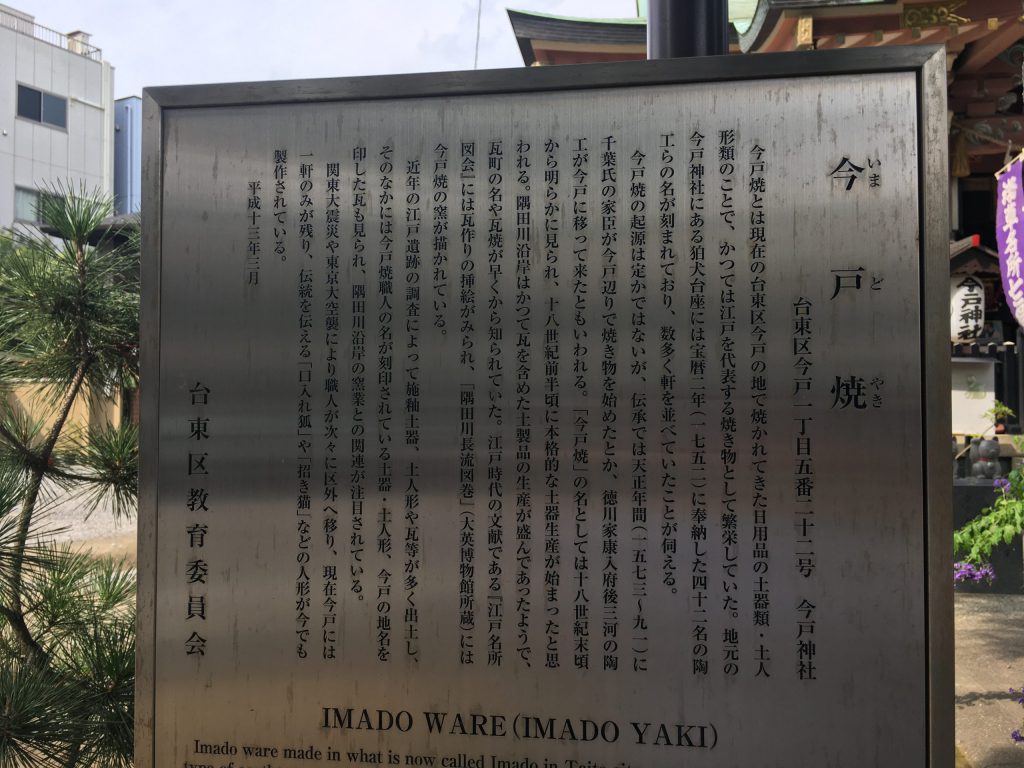 今戸焼
いま ど やき
台東区今戸一丁目五番二十二号 今戸神社
今戸焼とは現在の台東区今戸の地で焼かれてきた日用品の土器類・土人
形類のことで、かつては江戸を代表する焼き物として繁栄していた。地元の
今戸神社にある狛犬台座には宝暦二年(一七五二)に奉納した四十二名の陶
工らの名が刻まれており、数多く軒を並べていたことが伺える。
今戸焼の起源は定かではないが、伝承では天正年間(一五七三〜九一)に
千葉氏の家臣が今戸辺りで焼き物を始めたとか、徳川家康入府後三河の陶
工が今戸に移って来たともいわれる。「今戸焼」の名としては十八世紀末頃
から明らかに見られ、十八世紀前半頃に本格的な土器生産が始まったと思
われる。隅田川沿岸はかつて瓦を含めた土製品の生産が盛んであったようで、
瓦町の名や瓦焼が早くから知られていた。江戸時代の文献である『江戸名所
図会』には瓦作りの挿絵がみられ、「隅田川長流図巻」(大英博物館所蔵)には
今戸焼の窯が描かれている。
近年の江戸遺跡の調査によって施釉土器、土人形や瓦等が多く出土し、
そのなかには今戸焼職人の名が刻印されている土器・土人形、今戸の地名を
印した瓦も見られ、隅田川沿岸の窯業との関連が注目されている。
関東大震災や東京大空襲により職人が次々に区外へ移り、現在今戸には
一軒のみが残り、伝統を伝える「口入れ狐」や「招き猫」などの人形が今でも
製作されている。
平成十三年三月
台東区教育委員会
IMADO WARE(IMADO YAKI)
Imado ware made in what is now called Imado in Taito
今戸神社